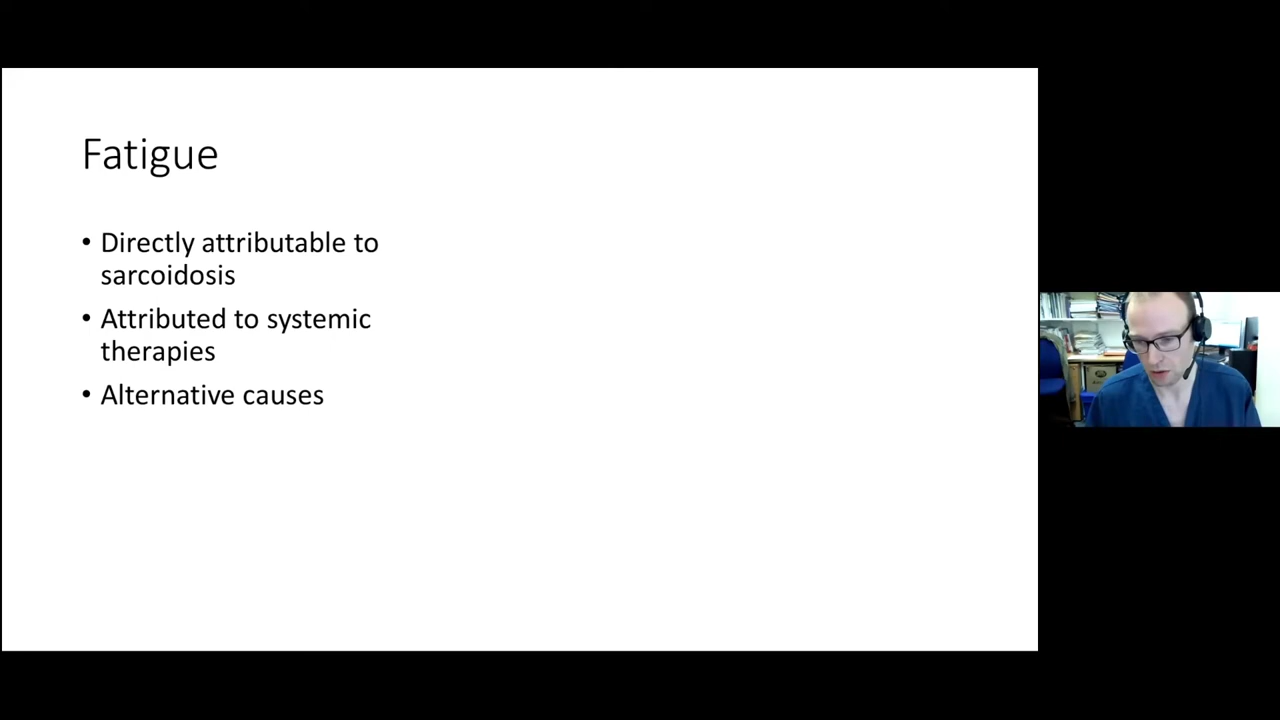 Fatigue
• Directly attributable to
sarcoidosis
• Attributed to systemic
therapies
• Alternative causes